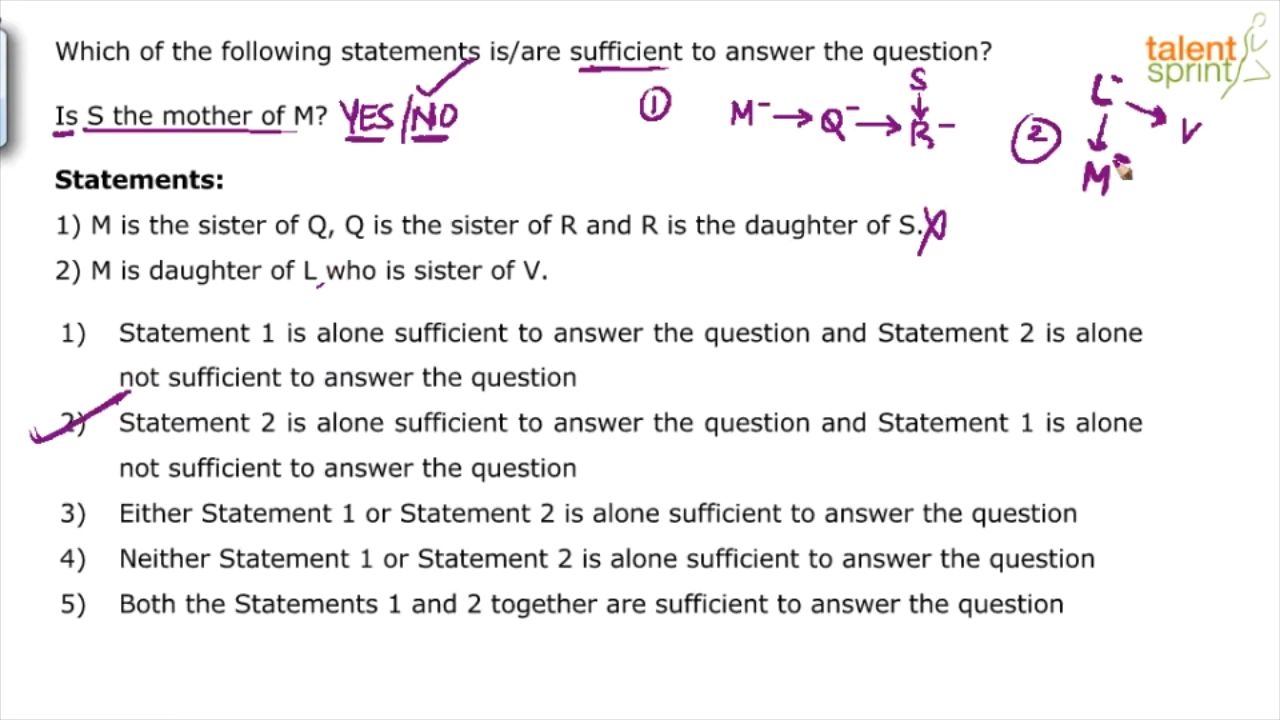 Which of the following statements is/are sufficient to answer the question?
talent
sprint
Is S the mother of M? YES/NO
① M⁻ → Q⁻ → R⁻
S
② L⁻
V
M⁻
Statements:
1) M is the sister of Q, Q is the sister of R and R is the daughter of S.
2) M is daughter of L who is sister of V.
1) Statement 1 is alone sufficient to answer the question and Statement 2 is alone
not sufficient to answer the question
2) Statement 2 is alone sufficient to answer the question and Statement 1 is alone
not sufficient to answer the question
3) Either Statement 1 or Statement 2 is alone sufficient to answer the question
4) Neither Statement 1 or Statement 2 is alone sufficient to answer the question
5) Both the Statements 1 and 2 together are sufficient to answer the question